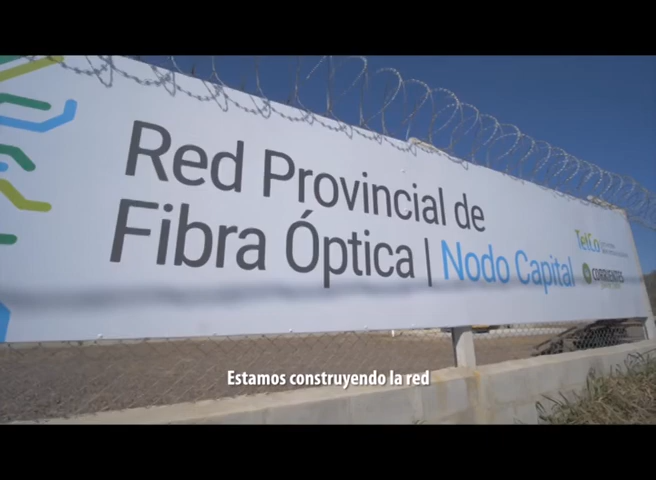 Red Provincial de
Fibra Óptica | Nodo Capital
TelCo
CORRIENTES
Estamos construyendo la red